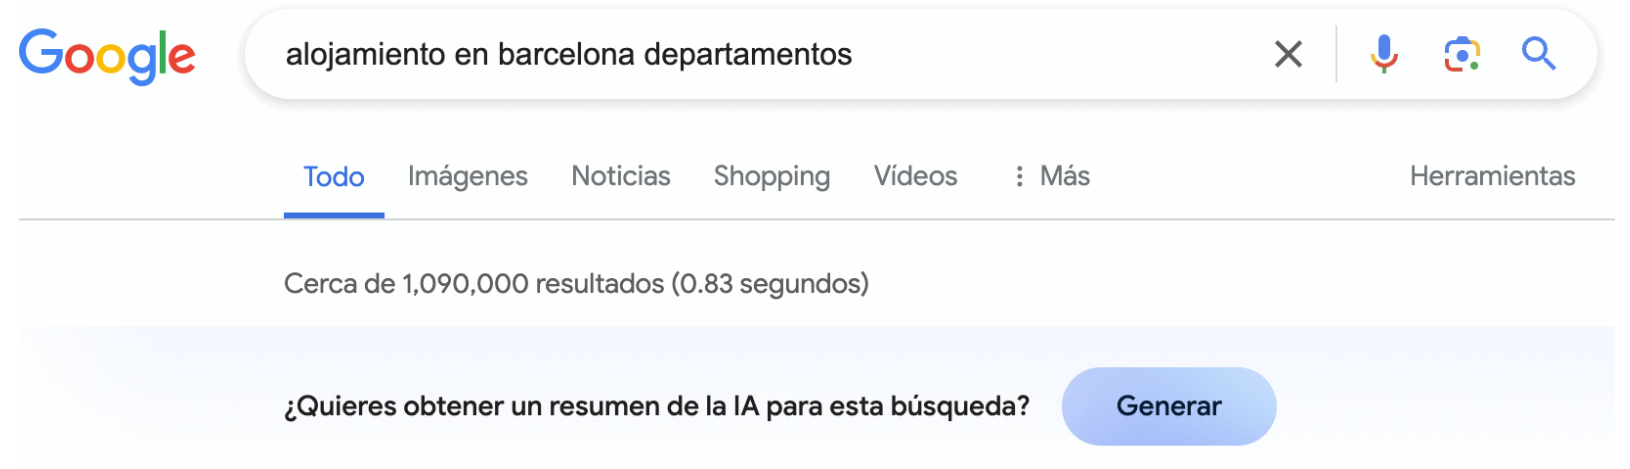 Google
alojamiento en barcelona departamentos
Todo Imágenes Noticias Shopping Vídeos Más Herramientas
Cerca de 1,090,000 resultados (0.83 segundos)
¿Quieres obtener un resumen de la IA para esta búsqueda? Generar